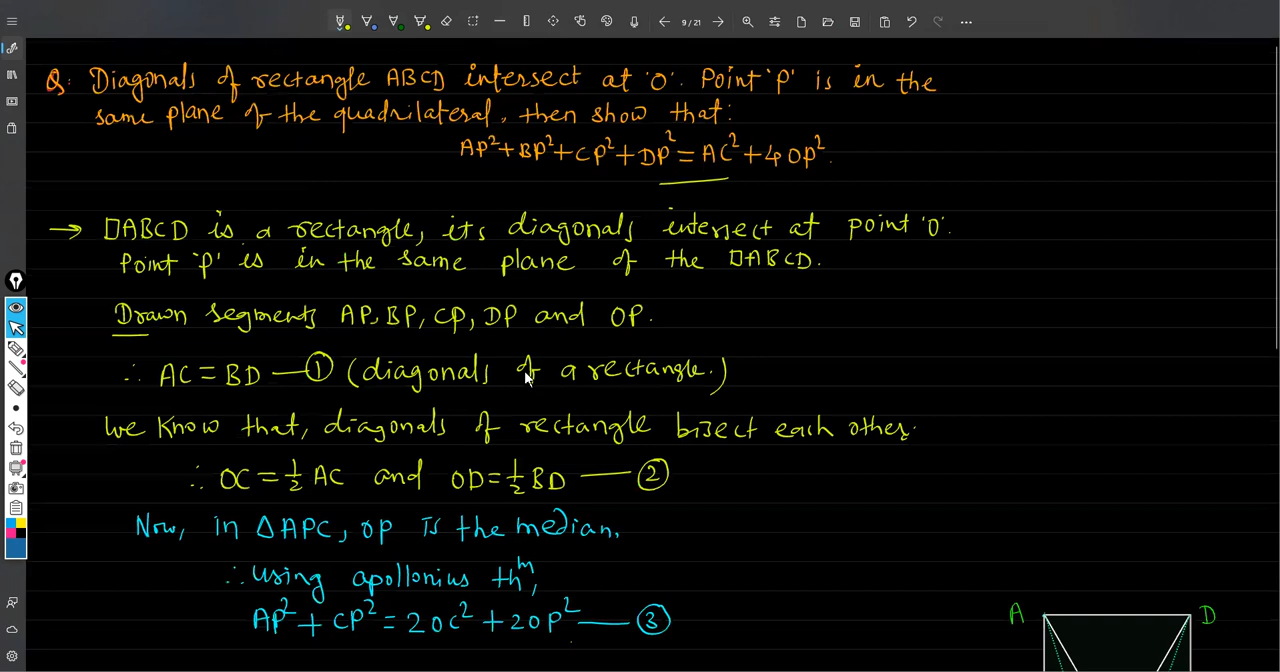 9 / 21
Q. Diagonals of rectangle ABCD intersect at 'O'. Point 'P' is in the
same plane of the quadrilateral, then show that:
AP² + BP² + CP² + DP² = AC² + 4OP².
→ □ABCD is a rectangle, its diagonals intersect at point 'O'.
Point 'P' is in the same plane of the □ABCD.
Drawn segments AP, BP, CP, DP and OP.
∴ AC = BD — ① (diagonals of a rectangle.)
We know that, diagonals of rectangle bisect each other.
∴ OC = 1/2 AC and OD = 1/2 BD — ②
Now, in △APC, OP is the median.
∴ using apollonius thᵐ,
AP² + CP² = 2OC² + 2OP² — ③
A D